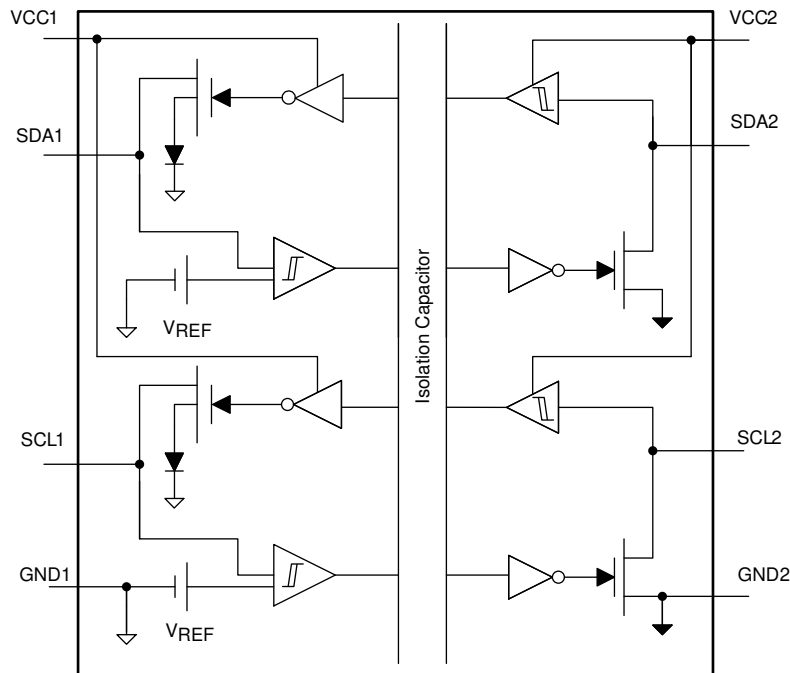 VCC1
VCC2
SDA1
SDA2
VREF
Isolation Capacitor
SCL1
SCL2
GND1
GND2
VREF